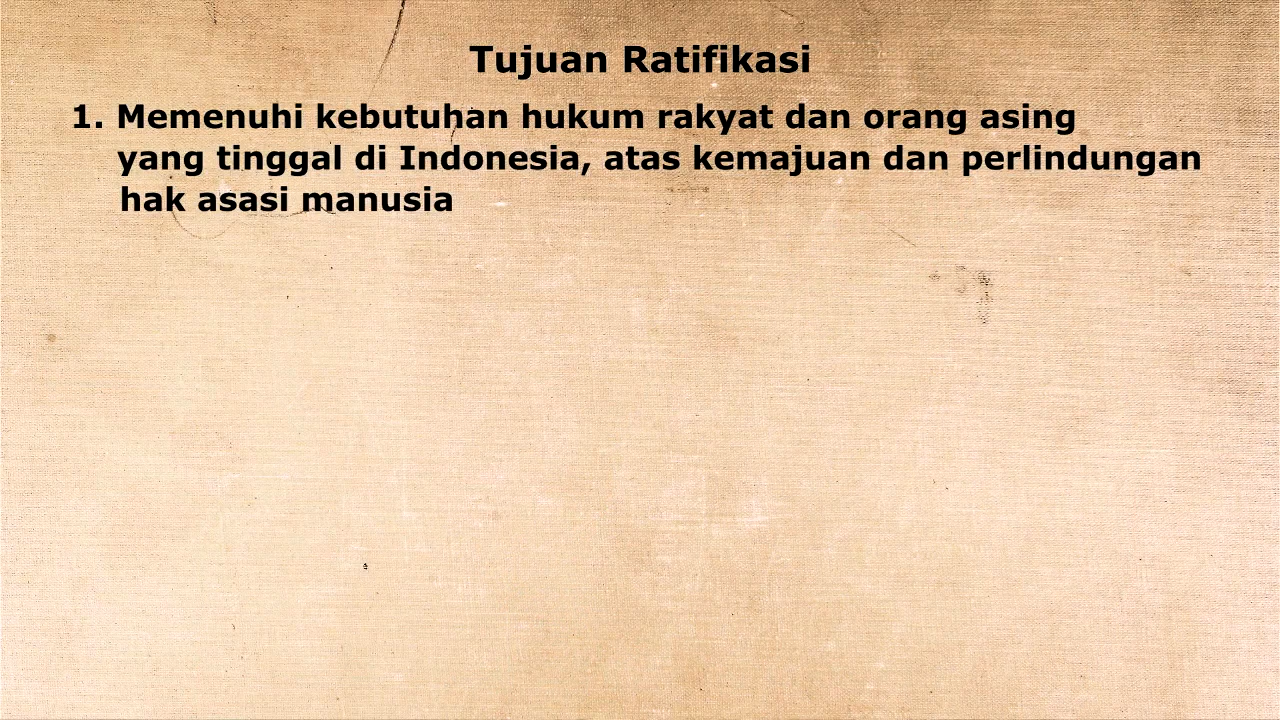 Tujuan Ratifikasi
1. Memenuhi kebutuhan hukum rakyat dan orang asing
yang tinggal di Indonesia, atas kemajuan dan perlindungan
hak asasi manusia